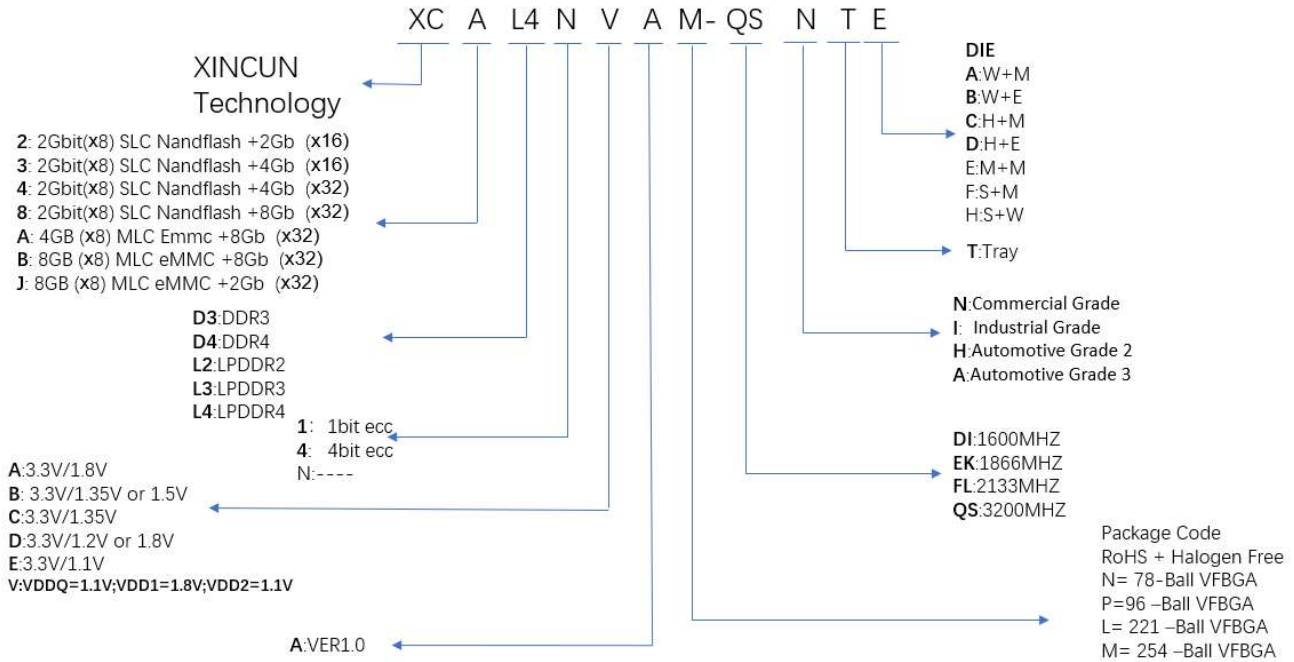 XC A L4 N V A M- QS N T E
XINCUN
Technology
2: 2Gbit(x8) SLC Nandflash +2Gb (x16)
3: 2Gbit(x8) SLC Nandflash +4Gb (x16)
4: 2Gbit(x8) SLC Nandflash +4Gb (x32)
8: 2Gbit(x8) SLC Nandflash +8Gb (x32)
A: 4GB (x8) MLC Emmc +8Gb (x32)
B: 8GB (x8) MLC eMMC +8Gb (x32)
J: 8GB (x8) MLC eMMC +2Gb (x32)
D3:DDR3
D4:DDR4
L2:LPDDR2
L3:LPDDR3
L4:LPDDR4
1: 1bit ecc
4: 4bit ecc
N:----
A:3.3V/1.8V
B: 3.3V/1.35V or 1.5V
C:3.3V/1.35V
D:3.3V/1.2V or 1.8V
E:3.3V/1.1V
V:VDDQ=1.1V;VDD1=1.8V;VDD2=1.1V
A:VER1.0
DIE
A:W+M
B:W+E
C:H+M
D:H+E
E:M+M
F:S+M
H:S+W
T:Tray
N:Commercial Grade
I: Industrial Grade
H:Automotive Grade 2
A:Automotive Grade 3
DI:1600MHZ
EK:1866MHZ
FL:2133MHZ
QS:3200MHZ
Package Code
RoHS + Halogen Free
N= 78-Ball VFBGA
P=96 –Ball VFBGA
L= 221 –Ball VFBGA
M= 254 –Ball VFBGA